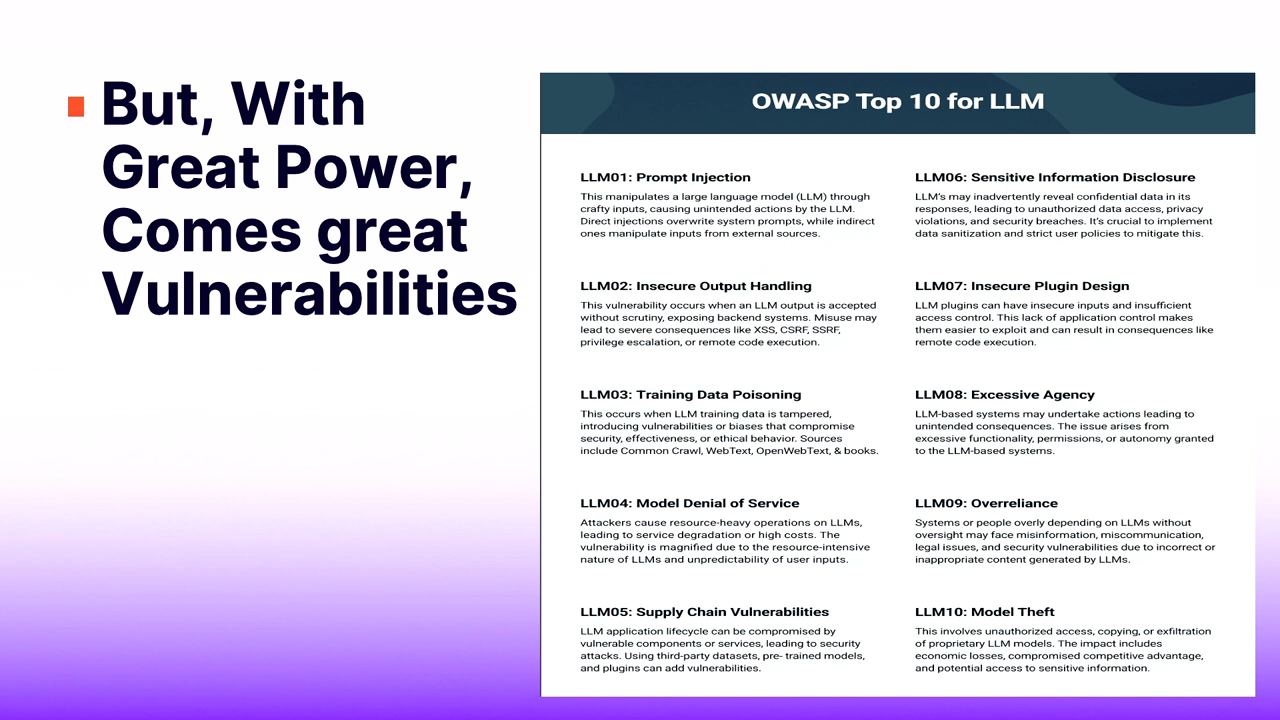 But, With
Great Power,
Comes great
Vulnerabilities
OWASP Top 10 for LLM
LLM01: Prompt Injection
This manipulates a large language model (LLM) through
crafty inputs, causing unintended actions by the LLM.
Direct injections overwrite system prompts, while indirect
ones manipulate inputs from external sources.
LLM02: Insecure Output Handling
This vulnerability occurs when an LLM output is accepted
without scrutiny, exposing backend systems. Misuse may
lead to severe consequences like XSS, CSRF, SSRF,
privilege escalation, or remote code execution.
LLM03: Training Data Poisoning
This occurs when LLM training data is tampered,
introducing vulnerabilities or biases that compromise
security, effectiveness, or ethical behavior. Sources
include Common Crawl, WebText, OpenWebText, & books.
LLM04: Model Denial of Service
Attackers cause resource-heavy operations on LLMs,
leading to service degradation or high costs. The
vulnerability is magnified due to the resource-intensive
nature of LLMs and unpredictability of user inputs.
LLM05: Supply Chain Vulnerabilities
LLM application lifecycle can be compromised by
vulnerable components or services, leading to security
attacks. Using third-party datasets, pre- trained models,
and plugins can add vulnerabilities.
LLM06: Sensitive Information Disclosure
LLM's may inadvertently reveal confidential data in its
responses, leading to unauthorized data access, privacy
violations, and security breaches. It's crucial to implement
data sanitization and strict user policies to mitigate this.
LLM07: Insecure Plugin Design
LLM plugins can have insecure inputs and insufficient
access control. This lack of application control makes
them easier to exploit and can result in consequences like
remote code execution.
LLM08: Excessive Agency
LLM-based systems may undertake actions leading to
unintended consequences. The issue arises from
excessive functionality, permissions, or autonomy granted
to the LLM-based systems.
LLM09: Overreliance
Systems or people overly depending on LLMs without
oversight may face misinformation, miscommunication,
legal issues, and security vulnerabilities due to incorrect or
inappropriate content generated by LLMs.
LLM10: Model Theft
This involves unauthorized access, copying, or exfiltration
of proprietary LLM models. The impact includes
economic losses, compromised competitive advantage,
and potential access to sensitive information.